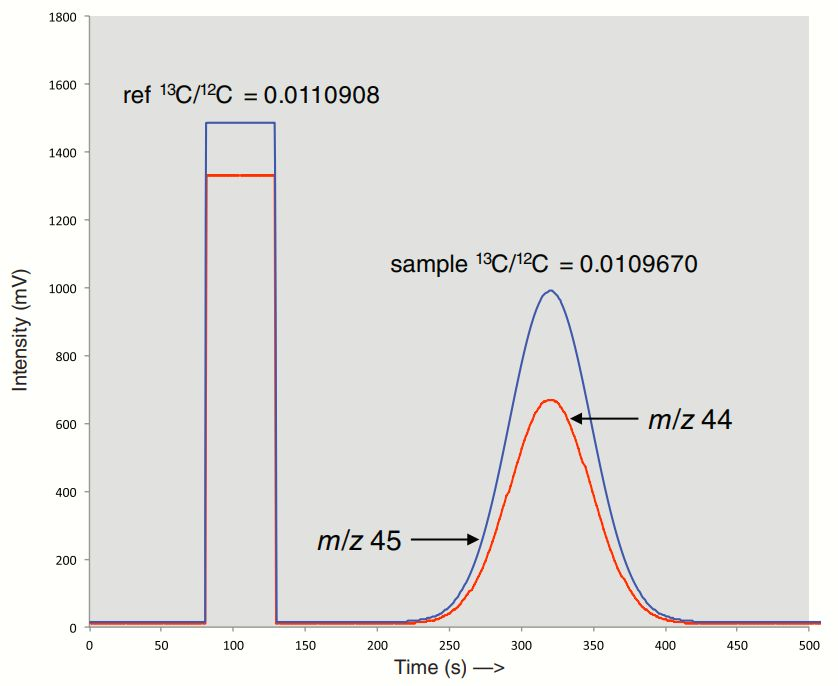 1800
1600
ref ¹³C/¹²C = 0.0110908
1400
1200
sample ¹³C/¹²C = 0.0109670
1000
Intensity (mV)
800
600
m/z 44
400
m/z 45
200
0
0 50 100 150 200 250 300 350 400 450 500
Time (s) —>